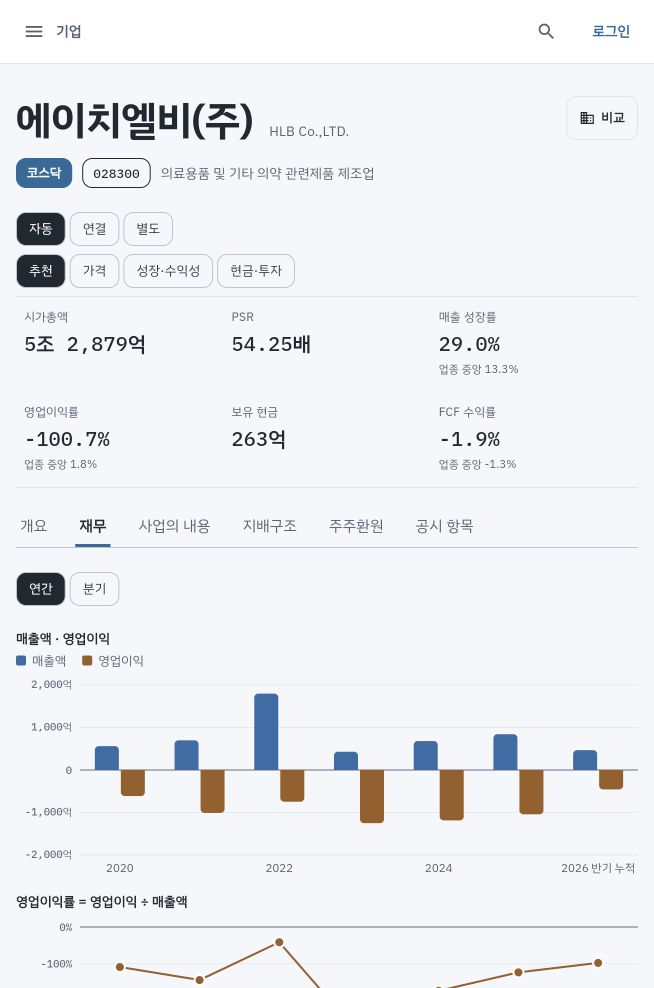 기업
로그인
에이치엘비(주) HLB Co.,LTD.
비교
코스닥 028300 의료용품 및 기타 의약 관련제품 제조업
자동 연결 별도
추천 가격 성장·수익성 현금·투자
시가총액 PSR 매출 성장률
5조 2,879억 54.25배 29.0%
업종 중앙 13.3%
영업이익률 보유 현금 FCF 수익률
-100.7% 263억 -1.9%
업종 중앙 1.8% 업종 중앙 -1.3%
개요 재무 사업의 내용 지배구조 주주환원 공시 항목
연간 분기
매출액 · 영업이익
매출액 영업이익
2,000억
1,000억
0
-1,000억
-2,000억
2020 2022 2024 2026 반기 누적
영업이익률 = 영업이익 ÷ 매출액
0%
-100%